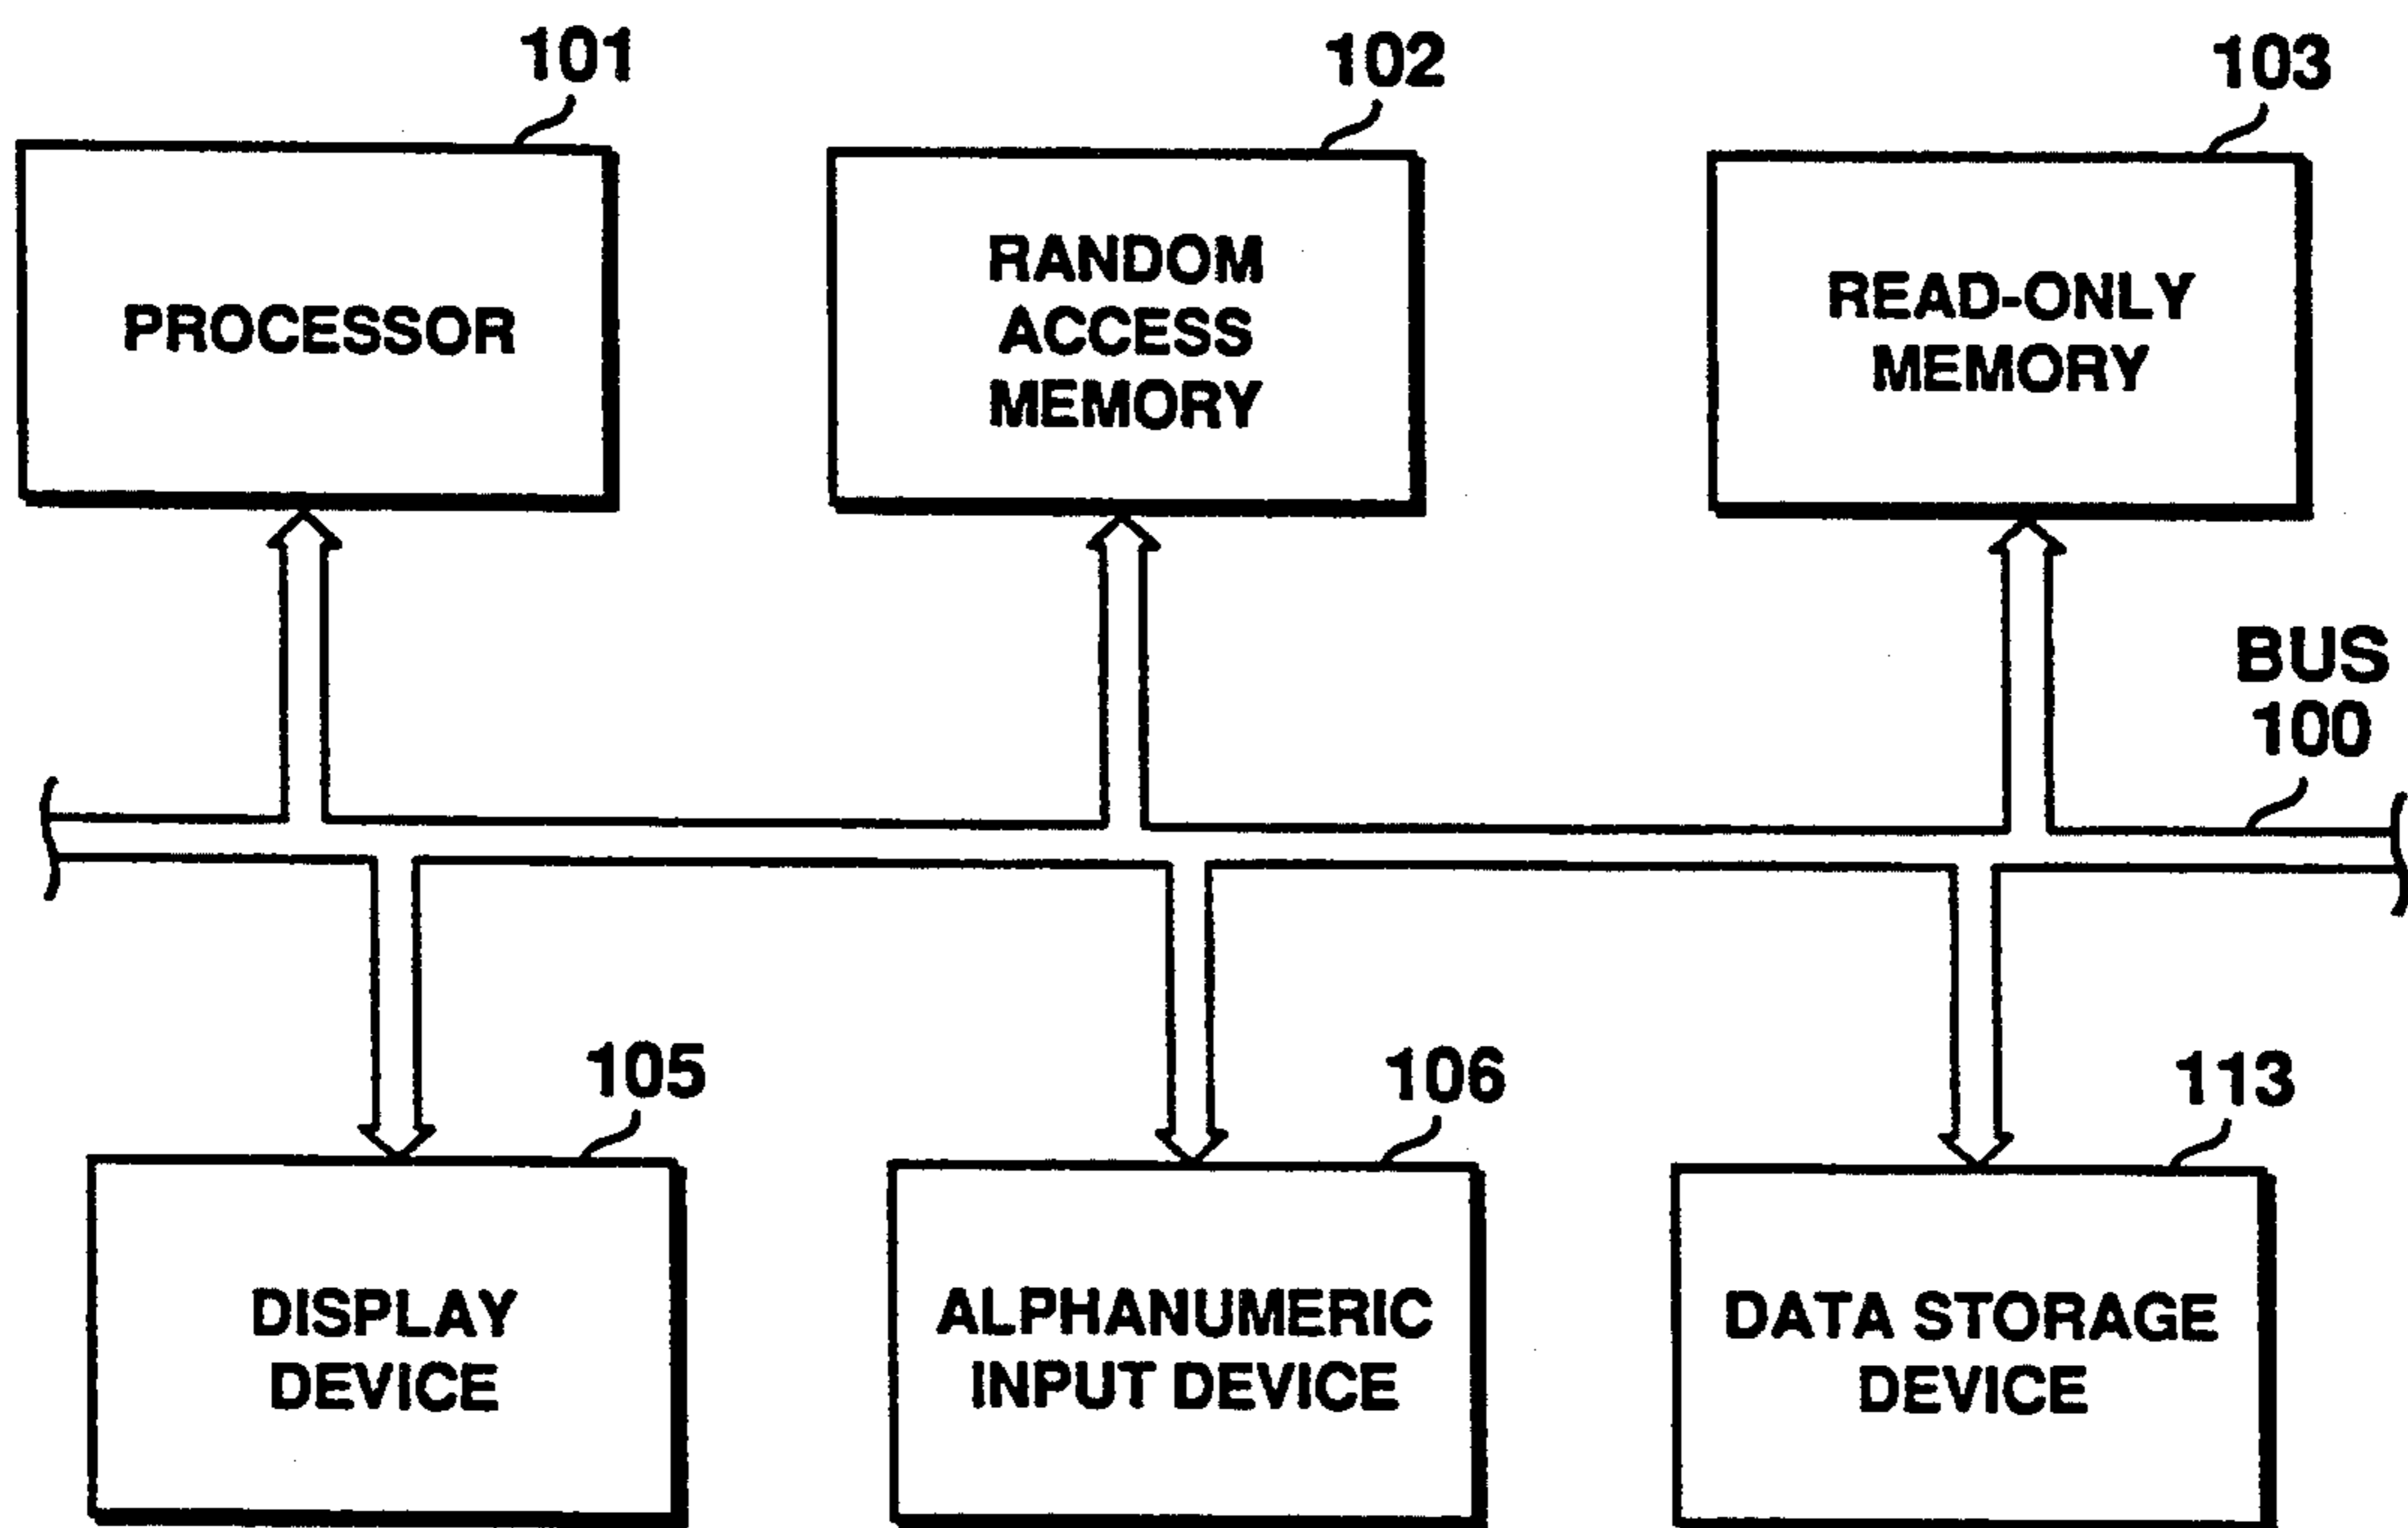 101
102
103
PROCESSOR
RANDOM
ACCESS
MEMORY
READ-ONLY
MEMORY
BUS
100
105
106
113
DISPLAY
DEVICE
ALPHANUMERIC
INPUT DEVICE
DATA STORAGE
DEVICE